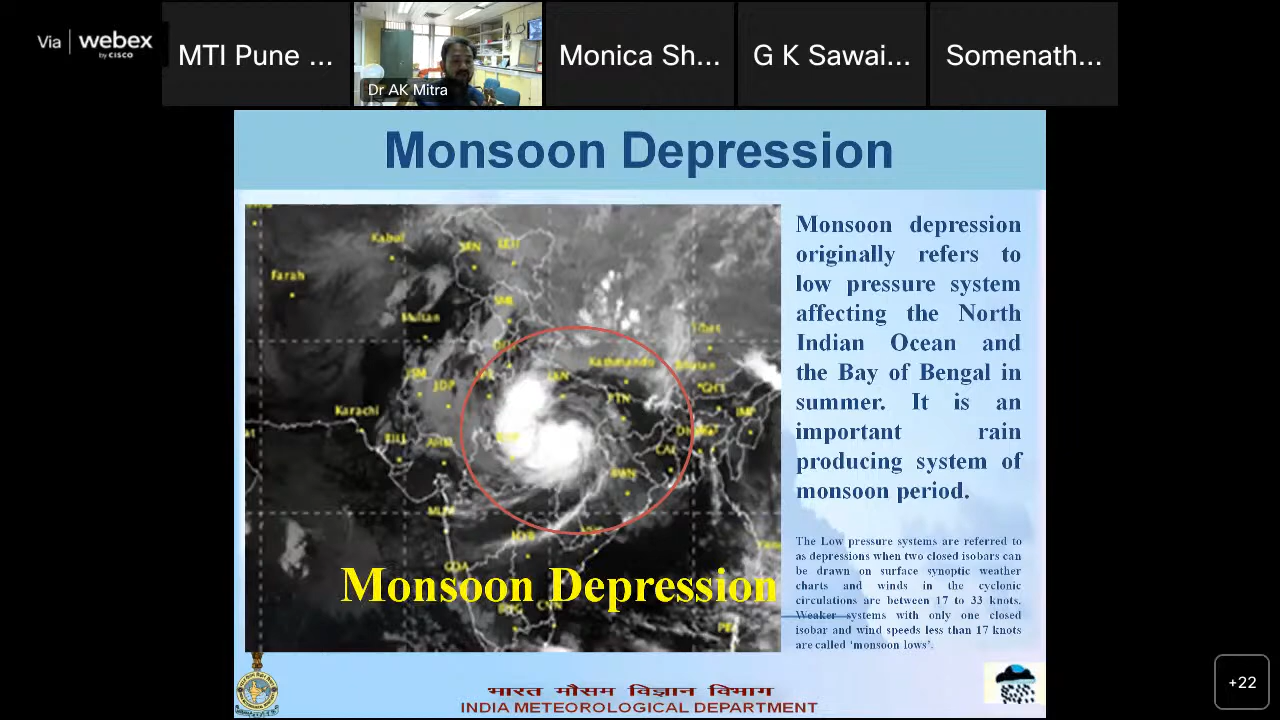 Via webex
by CISCO
MTI Pune ...
Dr AK Mitra
Monica Sh...
G K Sawai...
Somenath...
Monsoon Depression
Kabul
SRN
Farah
Multan
JDP
Kathmandu
Karachi
Monsoon Depression
Monsoon depression
originally refers to
low pressure system
affecting the North
Indian Ocean and
the Bay of Bengal in
summer. It is an
important rain
producing system of
monsoon period.
The Low pressure systems are referred to
as depressions when two closed isobars can
be drawn on surface synoptic weather
charts and winds in the cyclonic
circulations are between 17 to 33 knots.
Weaker systems with only one closed
isobar and wind speeds less than 17 knots
are called ‘monsoon lows’.
भारत मौसम विज्ञान विभाग
INDIA METEOROLOGICAL DEPARTMENT
+22